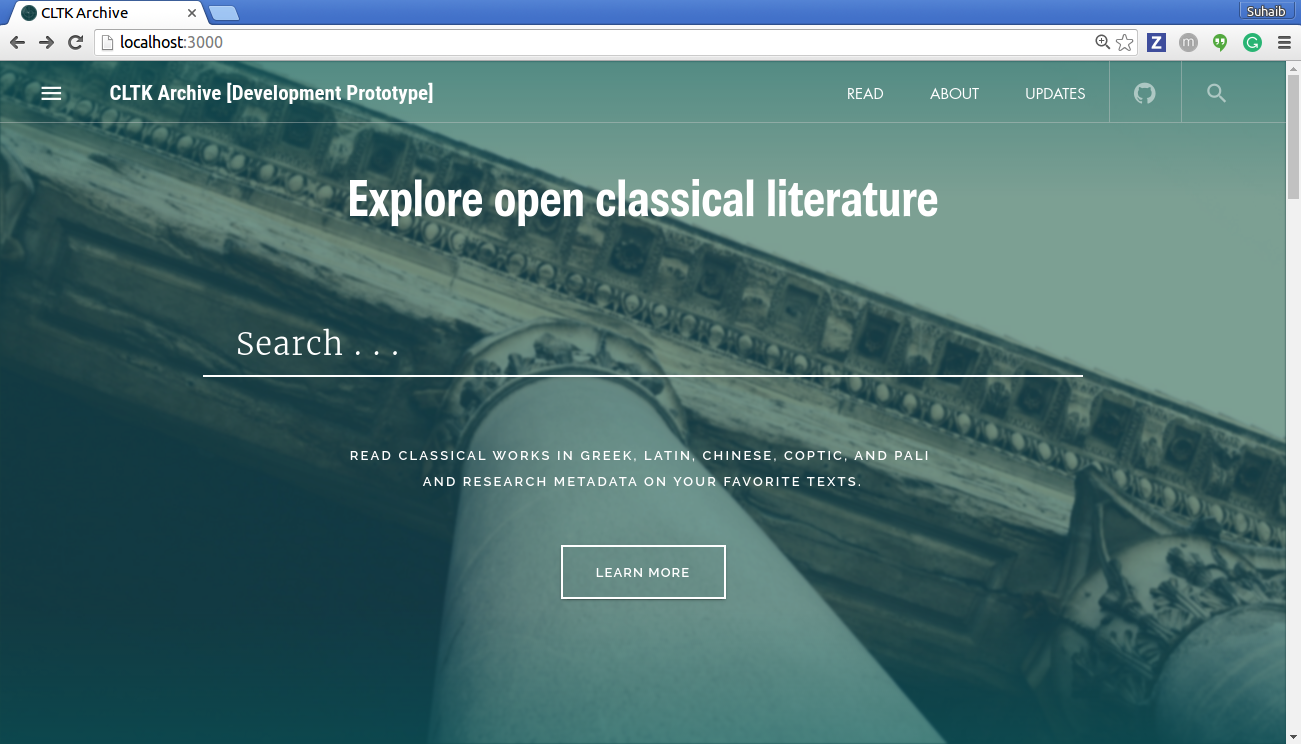 CLTK Archive
Suhaib
localhost:3000
Z
m
G
CLTK Archive [Development Prototype]
READ
ABOUT
UPDATES
Explore open classical literature
Search . . .
READ CLASSICAL WORKS IN GREEK, LATIN, CHINESE, COPTIC, AND PALI
AND RESEARCH METADATA ON YOUR FAVORITE TEXTS.
LEARN MORE